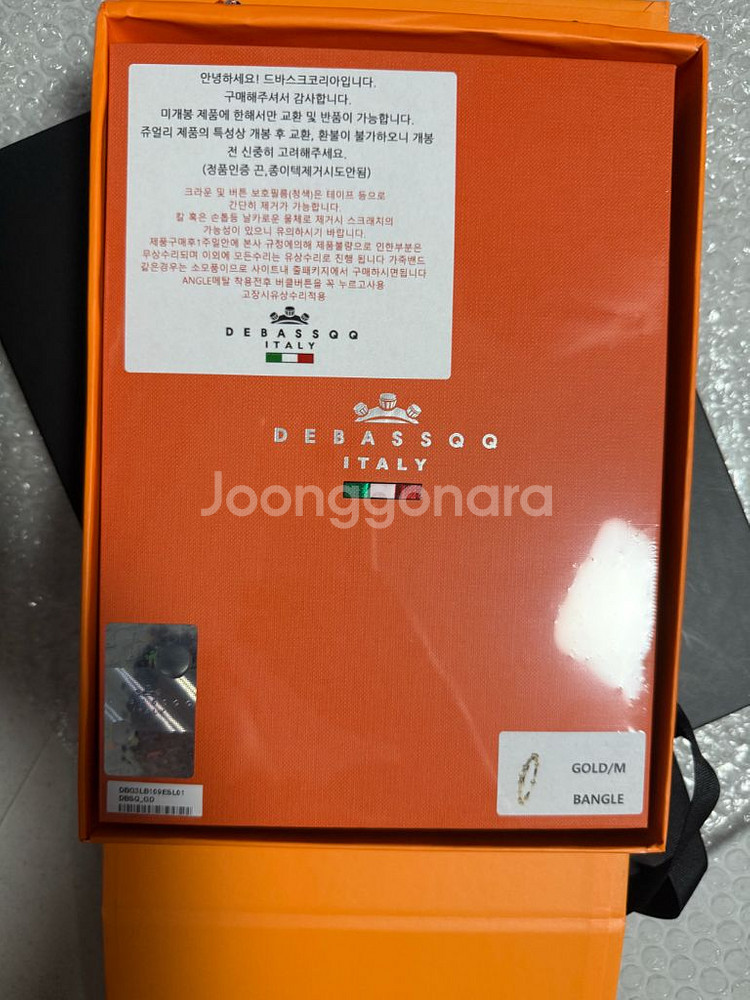 안녕하세요! 드바스크코리아입니다.
구매해주셔서 감사합니다.
미개봉 제품에 한해서만 교환 및 반품이 가능합니다.
쥬얼리 제품의 특성상 개봉 후 교환, 환불이 불가하오니 개봉
전 신중히 고려해주세요.
(정품인증 끈,종이텍제거시도안됨)
크라운 및 버튼 보호필름(청색)은 테이프 등으로
간단히 제거가 가능합니다.
칼 혹은 손톱등 날카로운 물체로 제거시 스크래치의
가능성이 있으니 유의하시기 바랍니다.
제품구매후1주일안에 본사 규정에의해 제품불량으로 인한부분은
무상수리되며 이외에 모든수리는 유상수리로 진행 됩니다 가죽밴드
같은경우는 소모품이므로 사이트내 줄패키지에서 구매하시면됩니다
ANGLE메탈 착용전후 버클버튼을 꼭 누르고사용
고장시유상수리적용
DEBASSQQ
ITALY
DEBASSQQ
ITALY
Joonggonara
GOLD/M
BANGLE